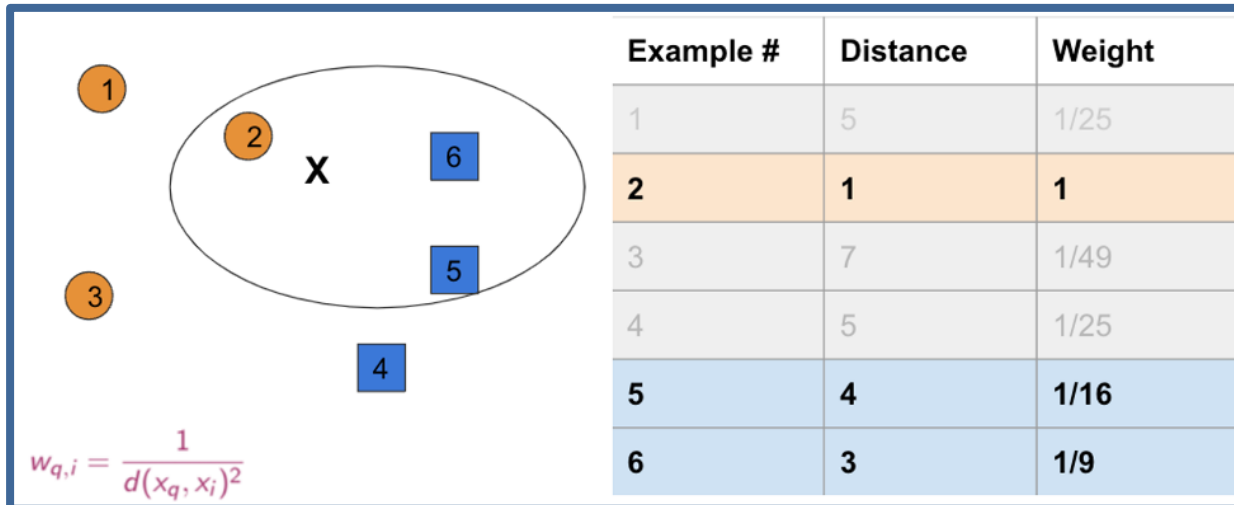 1
2
X
6
5
3
4
w_{q,i} = \frac{1}{d(x_q, x_i)^2}
Example # Distance Weight
1 5 1/25
2 1 1
3 7 1/49
4 5 1/25
5 4 1/16
6 3 1/9